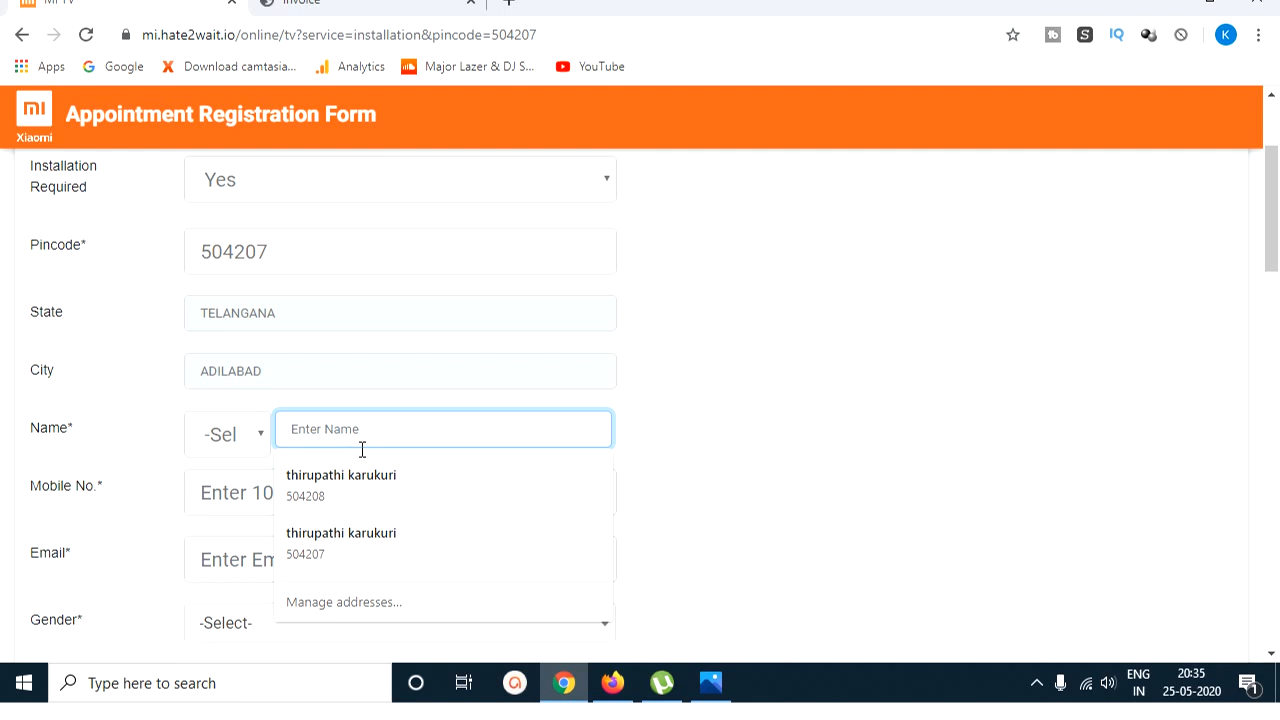 mi.hate2wait.io/online/tv?service=installation&pincode=504207
K
Apps
Google
Download camtasia...
Analytics
Major Lazer & DJ S...
YouTube
mi
Xiaomi
Appointment Registration Form
Installation
Required
Yes
Pincode*
504207
State
TELANGANA
City
ADILABAD
Name*
-Sel
Enter Name
thirupathi karukuri
504208
thirupathi karukuri
504207
Manage addresses...
Mobile No.*
Enter 10
Email*
Enter Em
Gender*
-Select-
Type here to search
ENG
IN
20:35
25-05-2020
1